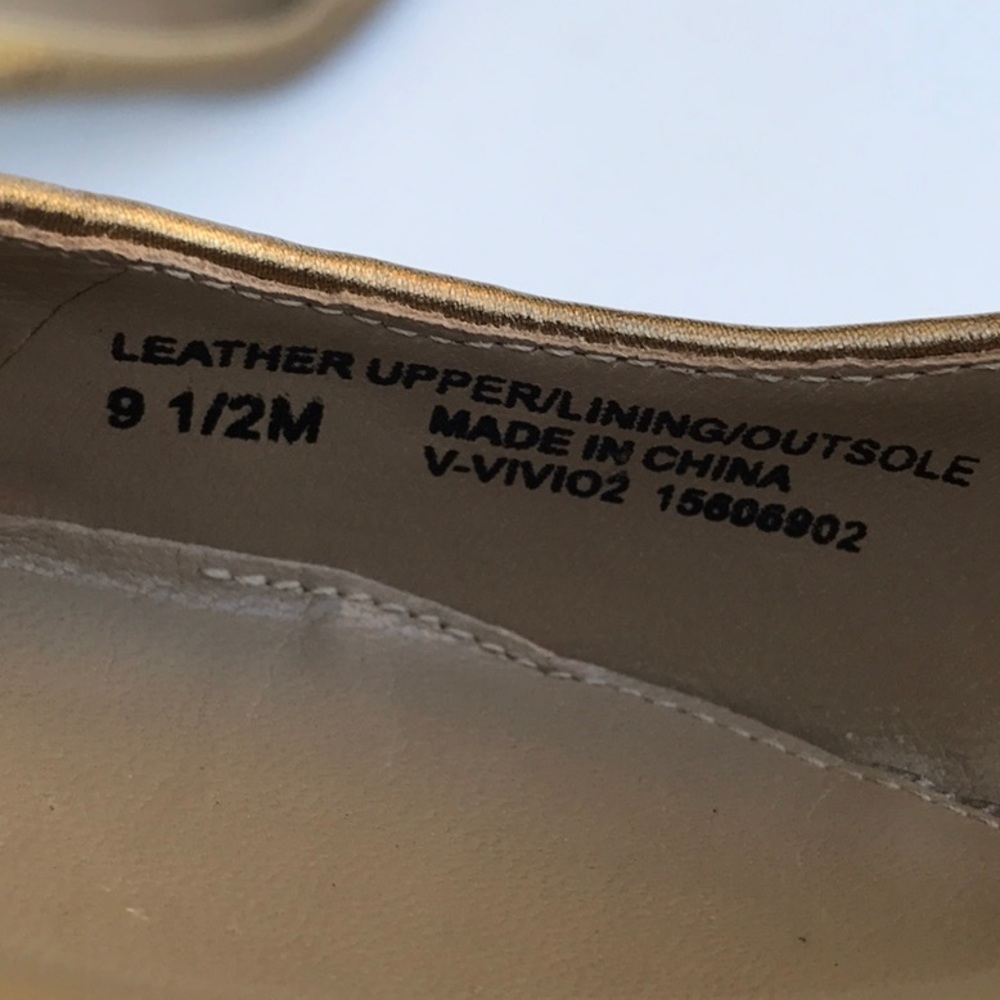 LEATHER UPPER/LINING/OUTSOLE
9 1/2M MADE IN CHINA
V-VIVIO2 15606902